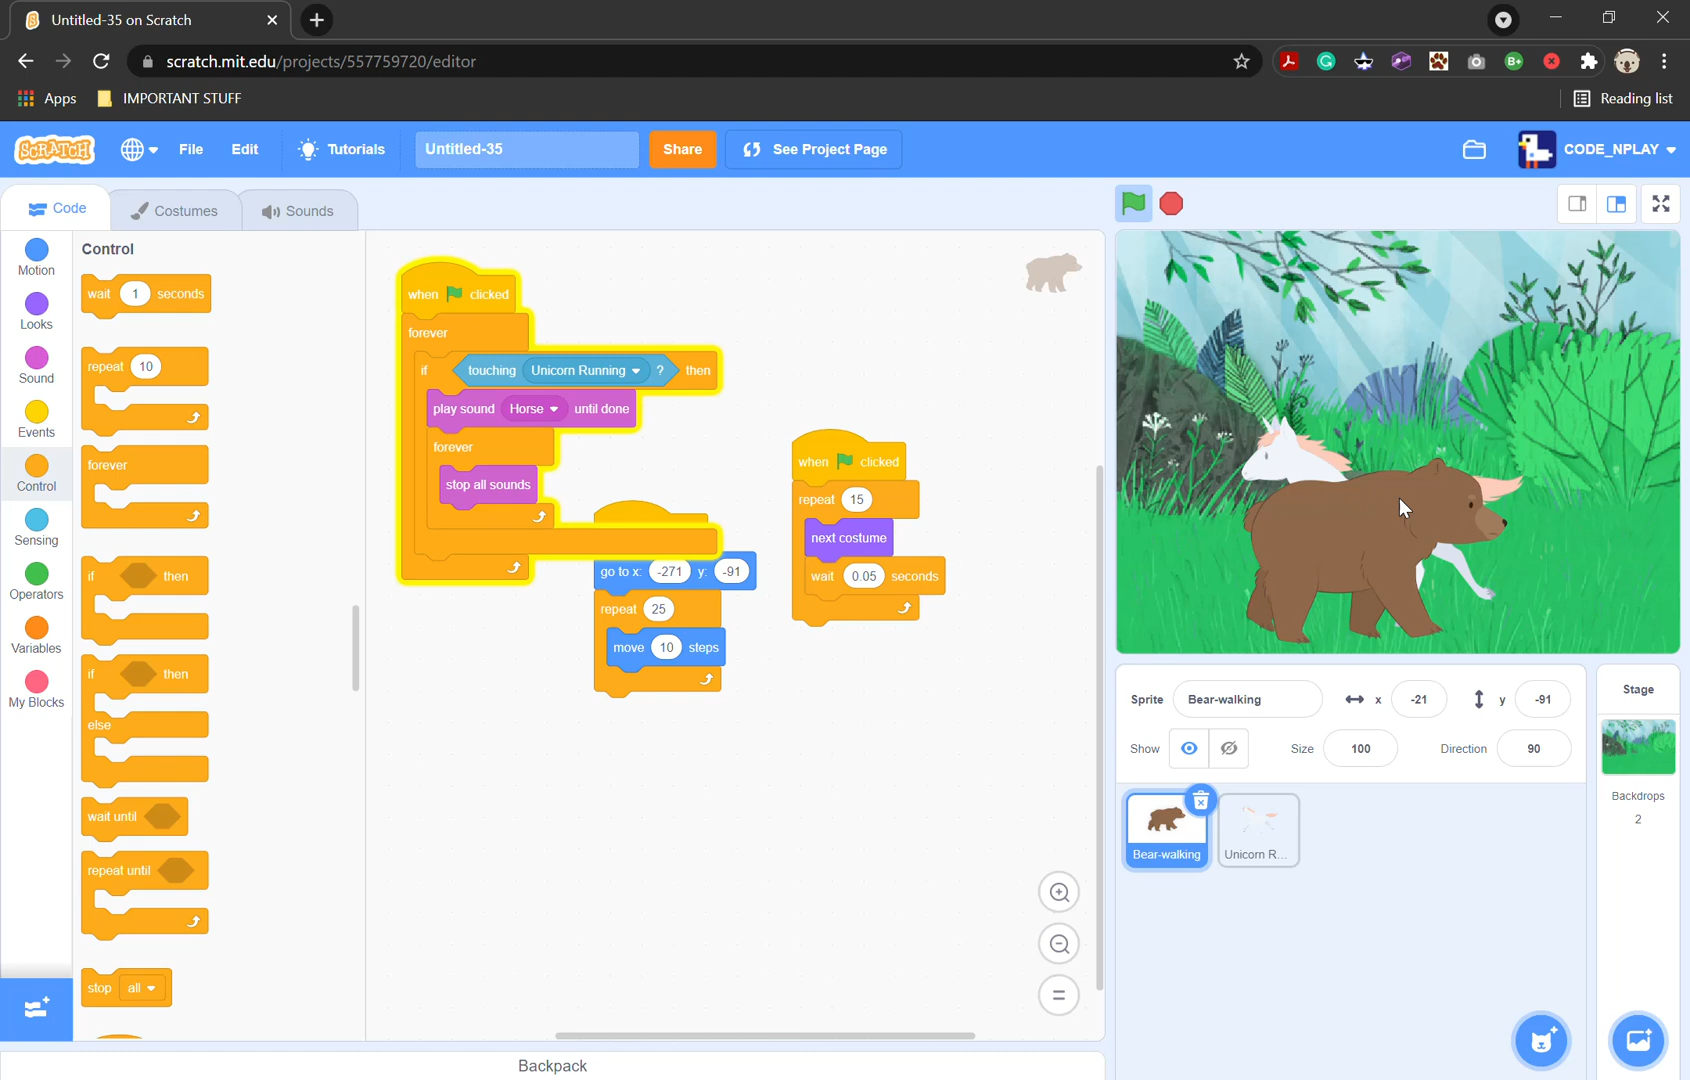 Untitled-35 on Scratch
scratch.mit.edu/projects/557759720/editor
Apps
IMPORTANT STUFF
Reading list
SCRATCH
File
Edit
Tutorials
Untitled-35
Share
See Project Page
CODE_NPLAY
Code
Costumes
Sounds
Motion
Looks
Sound
Events
Control
Sensing
Operators
Variables
My Blocks
Control
wait 1 seconds
repeat 10
forever
if then
if then
else
wait until
repeat until
stop all
when clicked
forever
if touching Unicorn Running ? then
play sound Horse until done
forever
stop all sounds
go to x: -271 y: -91
repeat 25
move 10 steps
when clicked
repeat 15
next costume
wait 0.05 seconds
Backpack
Sprite Bear-walking x -21 y -91
Show Size 100 Direction 90
Bear-walking
Unicorn R...
Stage
Backdrops
2